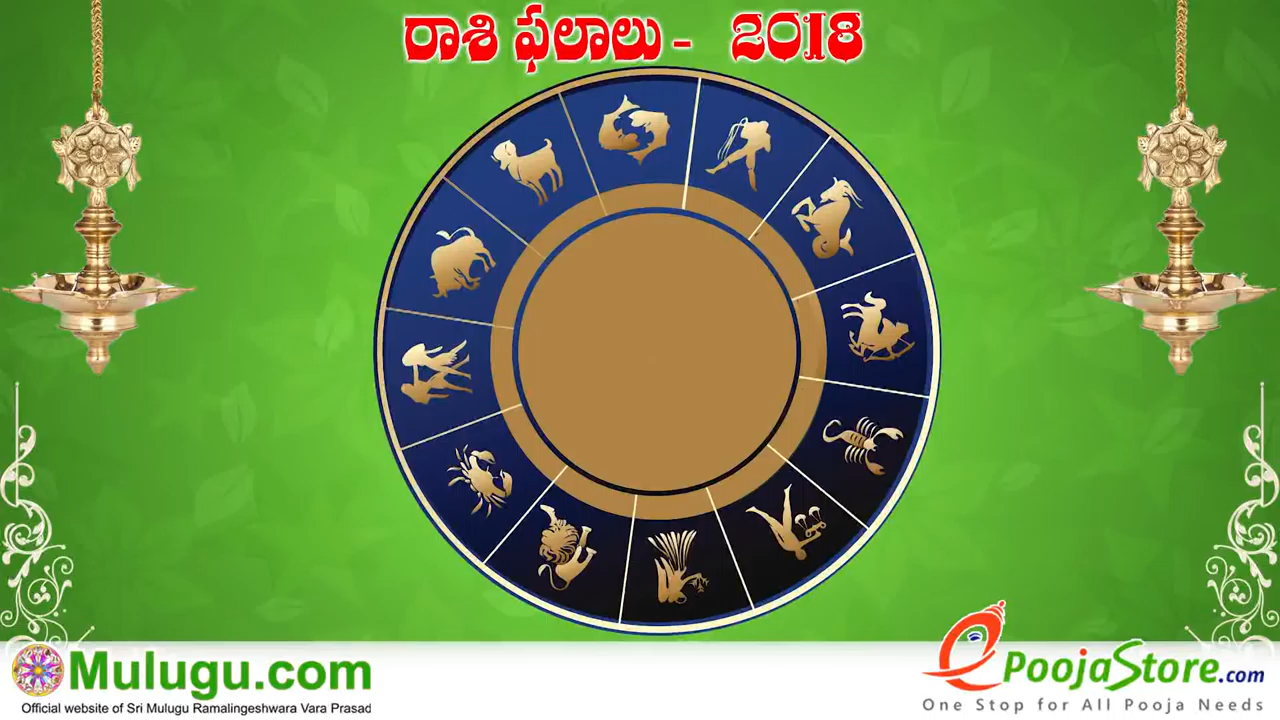 రాశి ఫలాలు - 2018
Mulugu.com
Official website of Sri Mulugu Ramalingeshwara Vara Prasad
ePoojaStore.com
One Stop for All Pooja Needs